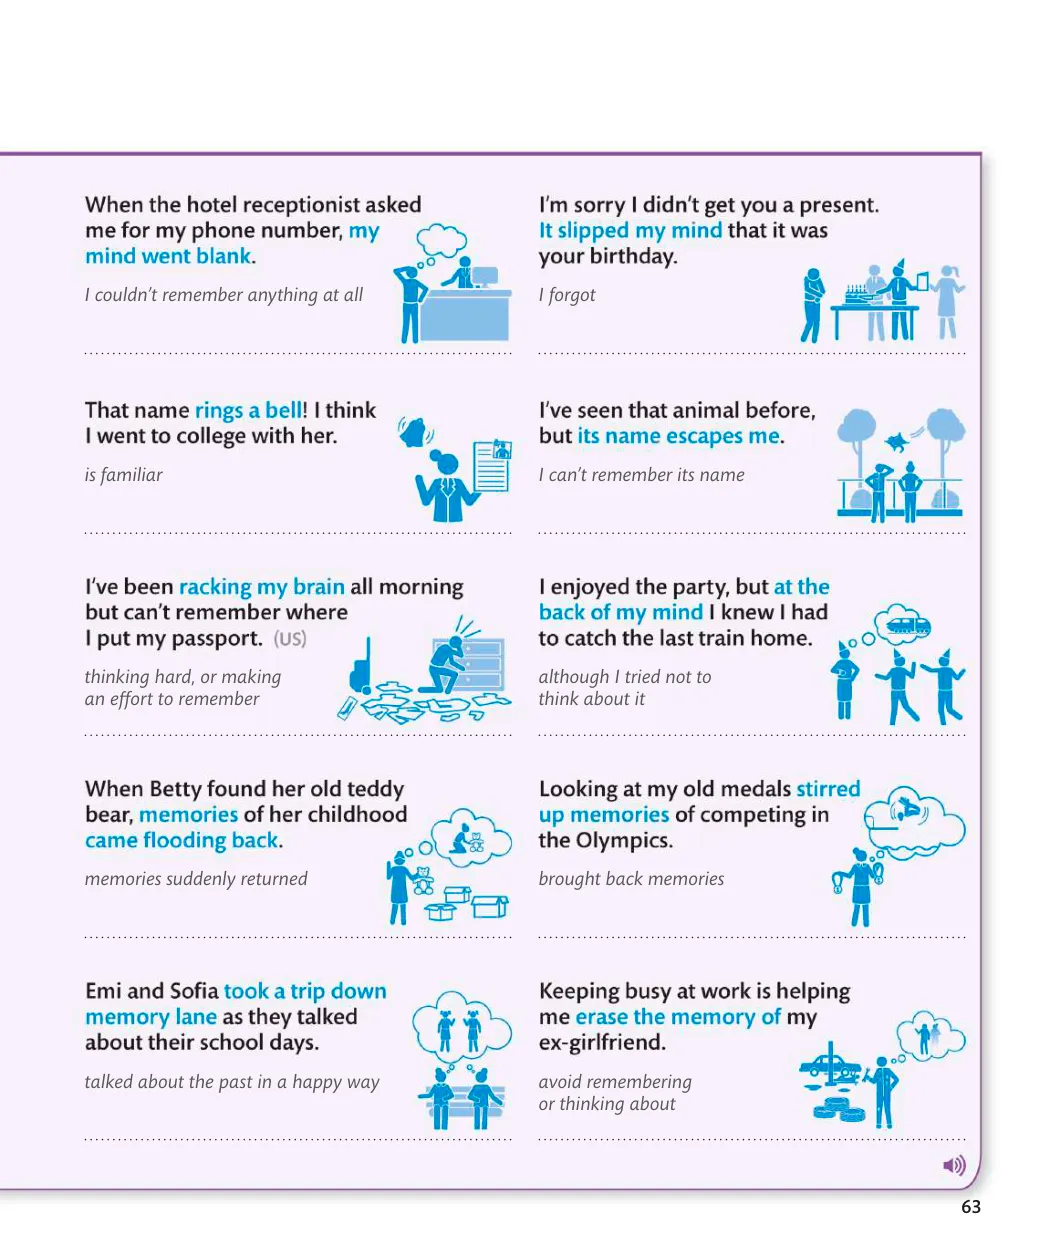 When the hotel receptionist asked
me for my phone number, my
mind went blank.
I couldn't remember anything at all
I'm sorry I didn't get you a present.
It slipped my mind that it was
your birthday.
I forgot
That name rings a bell! I think
I went to college with her.
is familiar
I've seen that animal before,
but its name escapes me.
I can't remember its name
I've been racking my brain all morning
but can't remember where
I put my passport. (US)
thinking hard, or making
an effort to remember
I enjoyed the party, but at the
back of my mind I knew I had
to catch the last train home.
although I tried not to
think about it
When Betty found her old teddy
bear, memories of her childhood
came flooding back.
memories suddenly returned
Looking at my old medals stirred
up memories of competing in
the Olympics.
brought back memories
Emi and Sofia took a trip down
memory lane as they talked
about their school days.
talked about the past in a happy way
Keeping busy at work is helping
me erase the memory of my
ex-girlfriend.
avoid remembering
or thinking about
63